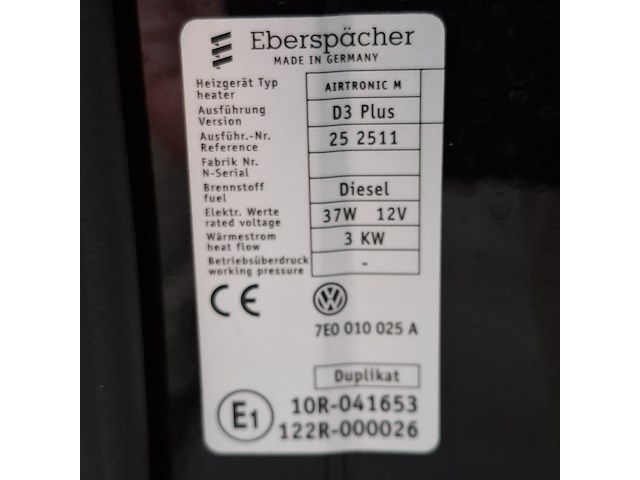 Eberspächer
MADE IN GERMANY
Heizgerät Typ
heater
AIRTRONIC M
Ausführung
Version
D3 Plus
Ausführ.-Nr.
Reference
25 2511
Fabrik Nr.
N-Serial
Brennstoff
fuel
Diesel
Elektr. Werte
rated voltage
37W 12V
Wärmestrom
heat flow
3 KW
Betriebsüberdruck
working pressure
-
CE
VW
7E0 010 025 A
Duplikat
E1
10R-041653
122R-000026